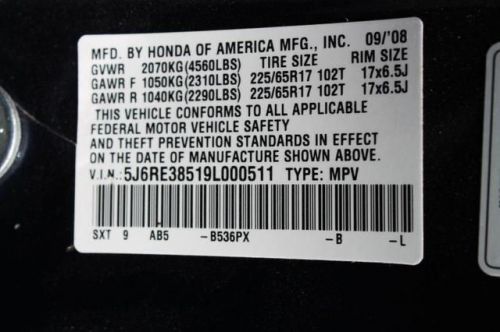 MFD. BY HONDA OF AMERICA MFG., INC. 09/'08
GVWR 2070KG(4560LBS) TIRE SIZE RIM SIZE
GAWR F 1050KG(2310LBS) 225/65R17 102T 17x6.5J
GAWR R 1040KG(2290LBS) 225/65R17 102T 17x6.5J
THIS VEHICLE CONFORMS TO ALL APPLICABLE
FEDERAL MOTOR VEHICLE SAFETY
AND THEFT PREVENTION STANDARDS IN EFFECT
ON THE DATE OF MANUFACTURE SHOWN ABOVE.
V.I.N.: 5J6RE38519L000511 TYPE: MPV
SXT 9 AB5 -B536PX -B -L